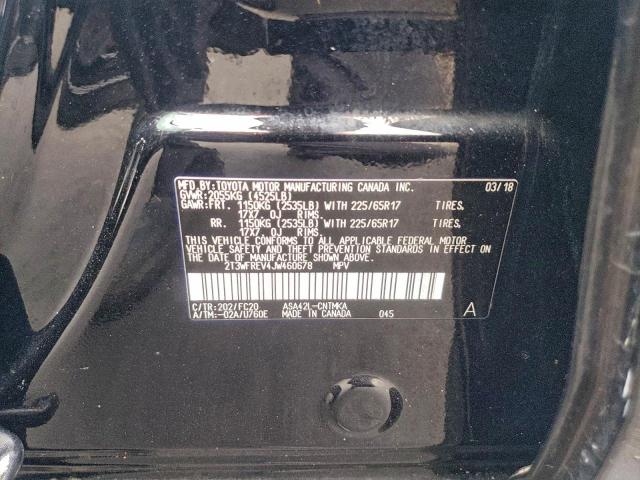 MFD.BY:TOYOTA MOTOR MANUFACTURING CANADA INC. 03/18
GVWR:2055KG (4525LB)
GAWR:FRT. 1150KG (2535LB) WITH 225/65R17 TIRES,
17X7.0J RIMS.
RR. 1150KG (2535LB) WITH 225/65R17 TIRES,
17X7.0J RIMS.
THIS VEHICLE CONFORMS TO ALL APPLICABLE FEDERAL MOTOR
VEHICLE SAFETY AND THEFT PREVENTION STANDARDS IN
EFFECT ON THE DATE OF MANUFACTURE SHOWN ABOVE.
2T3WFREV4JW460678 MPV
C/TR:202/FC20 ASA42L-CNTMKA
A/TM:-02A/U760E MADE IN CANADA 045 A